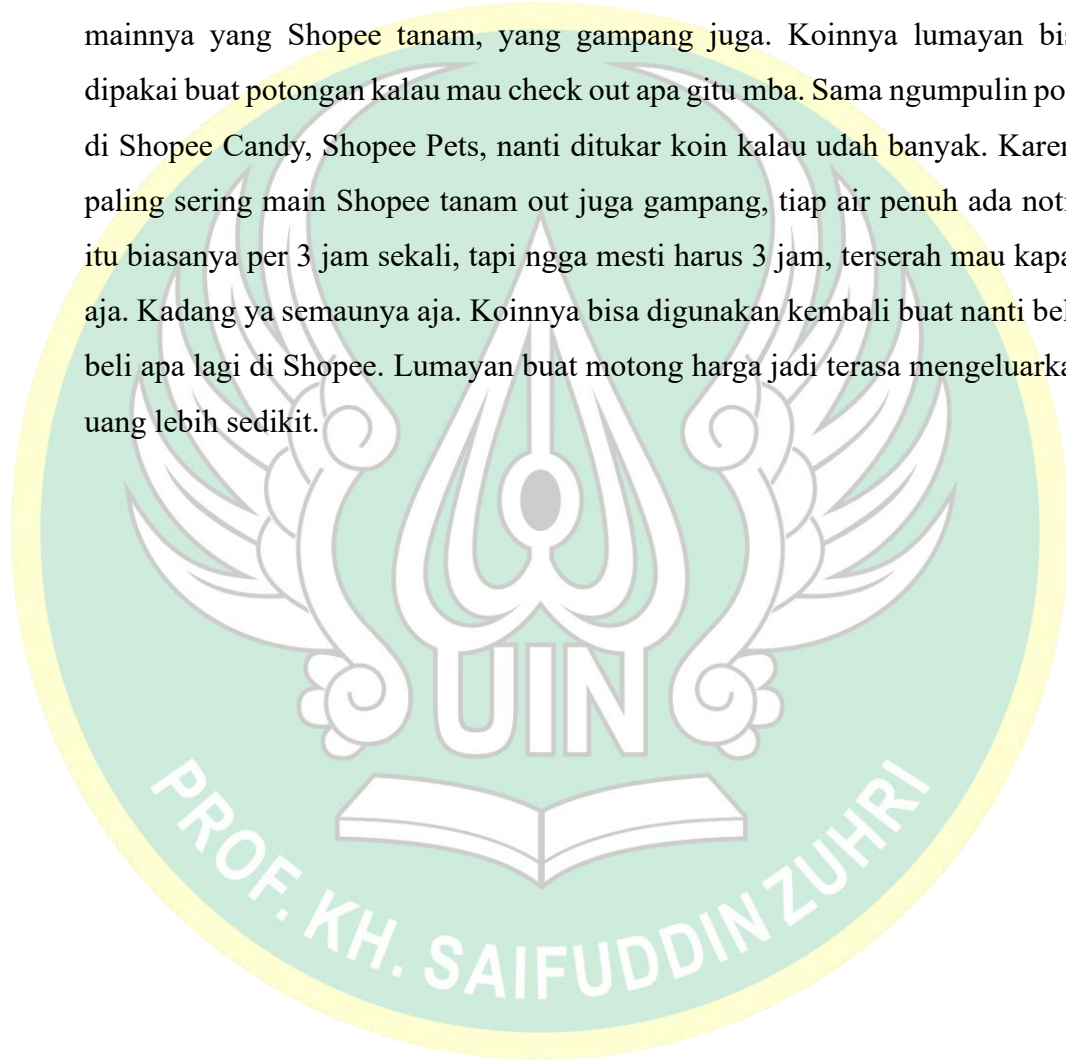 mainnya yang Shopee tanam, yang gampang juga. Koinnya lumayan bis
dipakai buat potongan kalau mau check out apa gitu mba. Sama ngumpulin po
di Shopee Candy, Shopee Pets, nanti ditukar koin kalau udah banyak. Karen
paling sering main Shopee tanam out juga gampang, tiap air penuh ada noti
itu biasanya per 3 jam sekali, tapi ngga mesti harus 3 jam, terserah mau kapa
aja. Kadang ya semaunya aja. Koinnya bisa digunakan kembali buat nanti bel
beli apa lagi di Shopee. Lumayan buat motong harga jadi terasa mengeluarka
uang lebih sedikit.
UIN
PROF. KH. SAIFUDDIN ZUHRI